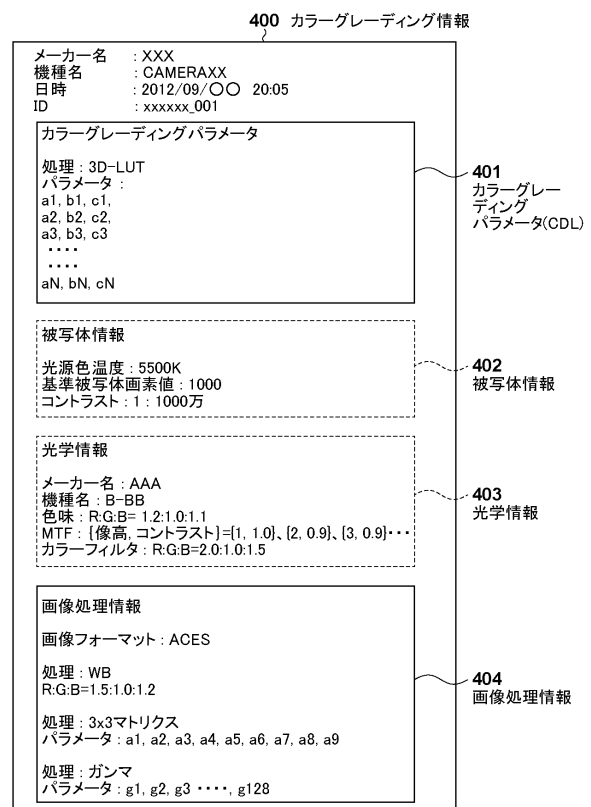 400 カラーグレーディング情報
メーカー名 : XXX
機種名 : CAMERAXX
日時 : 2012/09/〇〇 20:05
ID : xxxxxx_001
カラーグレーディングパラメータ
処理 : 3D-LUT
パラメータ :
a1, b1, c1,
a2, b2, c2,
a3, b3, c3
････
････
aN, bN, cN
401
カラーグレー
ディング
パラメータ(CDL)
被写体情報
光源色温度 : 5500K
基準被写体画素値 : 1000
コントラスト : 1 : 1000万
402
被写体情報
光学情報
メーカー名 : AAA
機種名 : B-BB
色味 : R:G:B= 1.2:1.0:1.1
MTF : {像高, コントラスト}={1, 1.0}、{2, 0.9}、{3, 0.9}･･･
カラーフィルタ : R:G:B=2.0:1.0:1.5
403
光学情報
画像処理情報
画像フォーマット : ACES
処理 : WB
R:G:B=1.5:1.0:1.2
処理 : 3x3マトリクス
パラメータ : a1, a2, a3, a4, a5, a6, a7, a8, a9
処理 : ガンマ
パラメータ : g1, g2, g3 ････, g128
404
画像処理情報